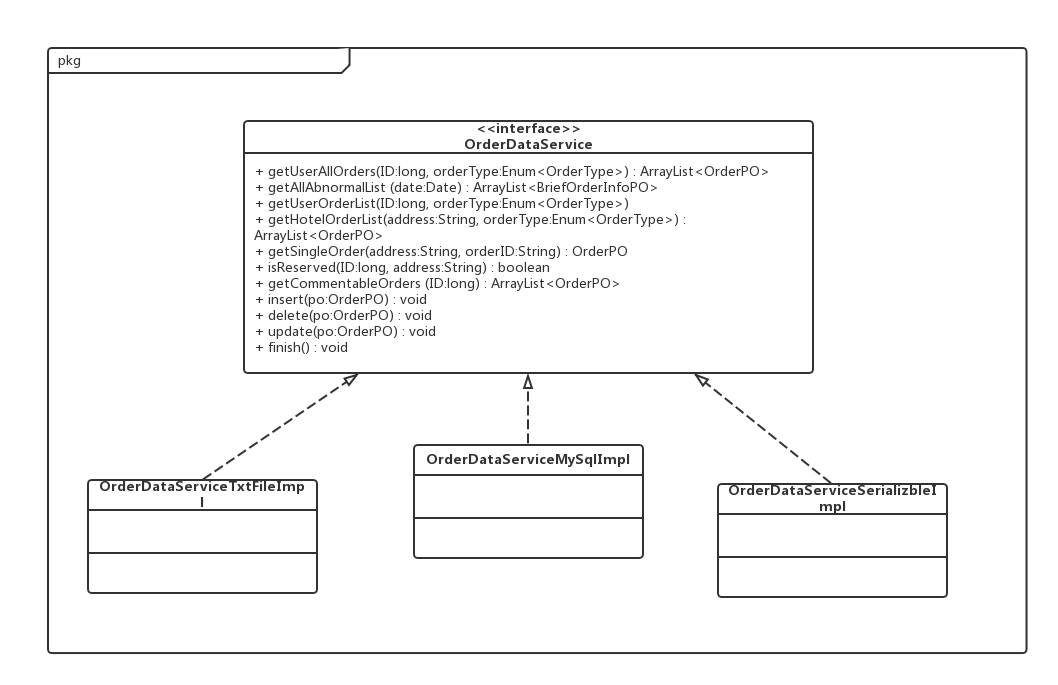 pkg
<<interface>>
OrderDataService
+ getUserAllOrders(ID:long, orderType:Enum<OrderType>) : ArrayList<OrderPO>
+ getAllAbnormalList (date:Date) : ArrayList<BriefOrderInfoPO>
+ getUserOrderList(ID:long, orderType:Enum<OrderType>)
+ getHotelOrderList(address:String, orderType:Enum<OrderType>) :
ArrayList<OrderPO>
+ getSingleOrder(address:String, orderID:String) : OrderPO
+ isReserved(ID:long, address:String) : boolean
+ getCommentableOrders (ID:long) : ArrayList<OrderPO>
+ insert(po:OrderPO) : void
+ delete(po:OrderPO) : void
+ update(po:OrderPO) : void
+ finish() : void
OrderDataServiceTxtFileImp
l
OrderDataServiceMySqlImpl
OrderDataServiceSerializbleI
mpl